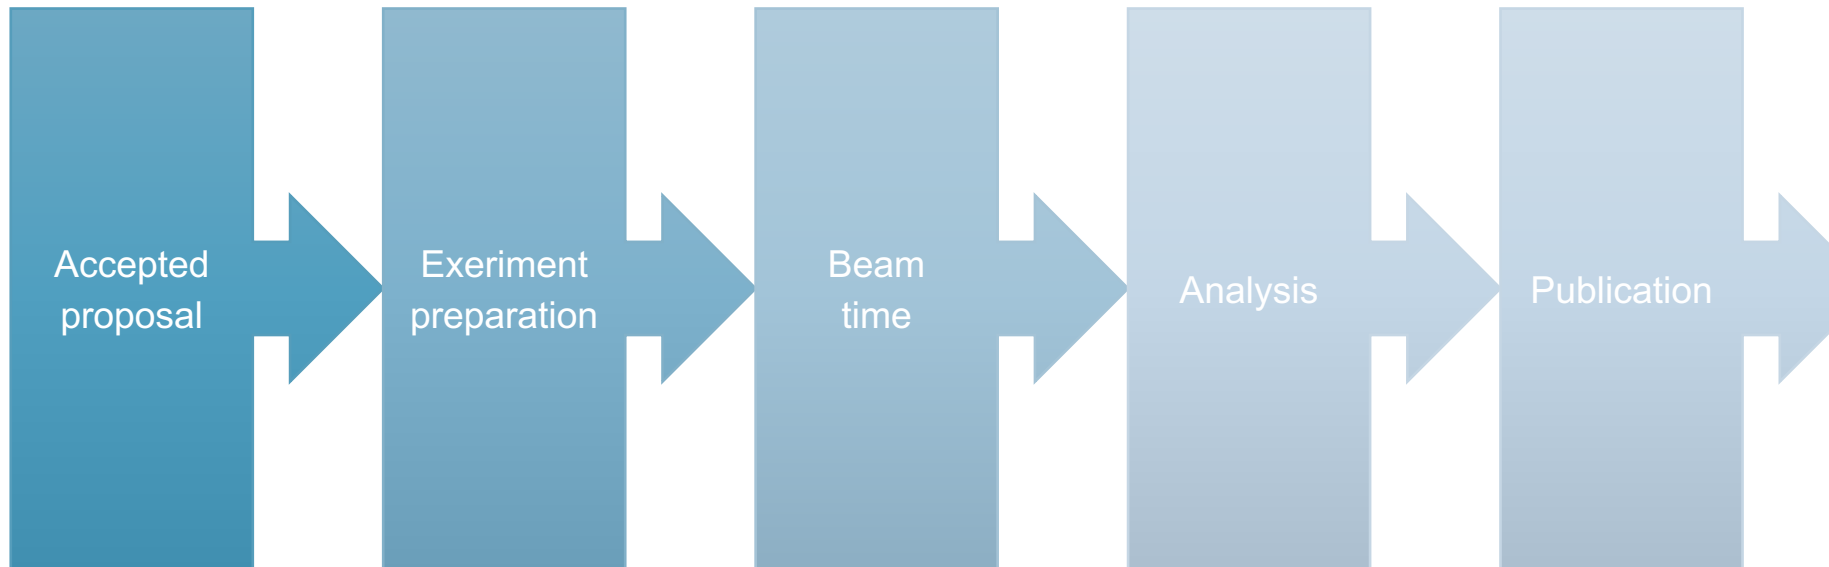 Accepted
proposal
Exeriment
preparation
Beam
time
Analysis
Publication